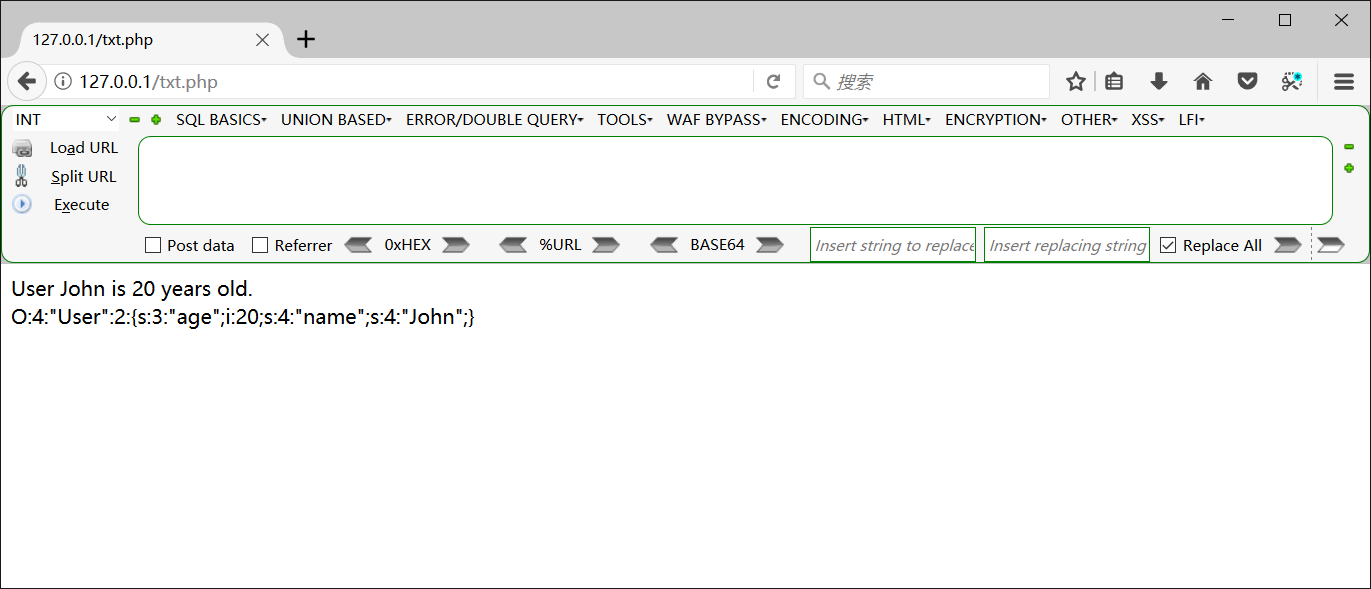 127.0.0.1/txt.php
127.0.0.1/txt.php
搜索
INT SQL BASICS UNION BASED ERROR/DOUBLE QUERY TOOLS WAF BYPASS ENCODING HTML ENCRYPTION OTHER XSS LFI
Load URL
Split URL
Execute
Post data Referrer 0xHEX %URL BASE64 Insert string to replace Insert replacing string Replace All
User John is 20 years old.
O:4:"User":2:{s:3:"age";i:20;s:4:"name";s:4:"John";}